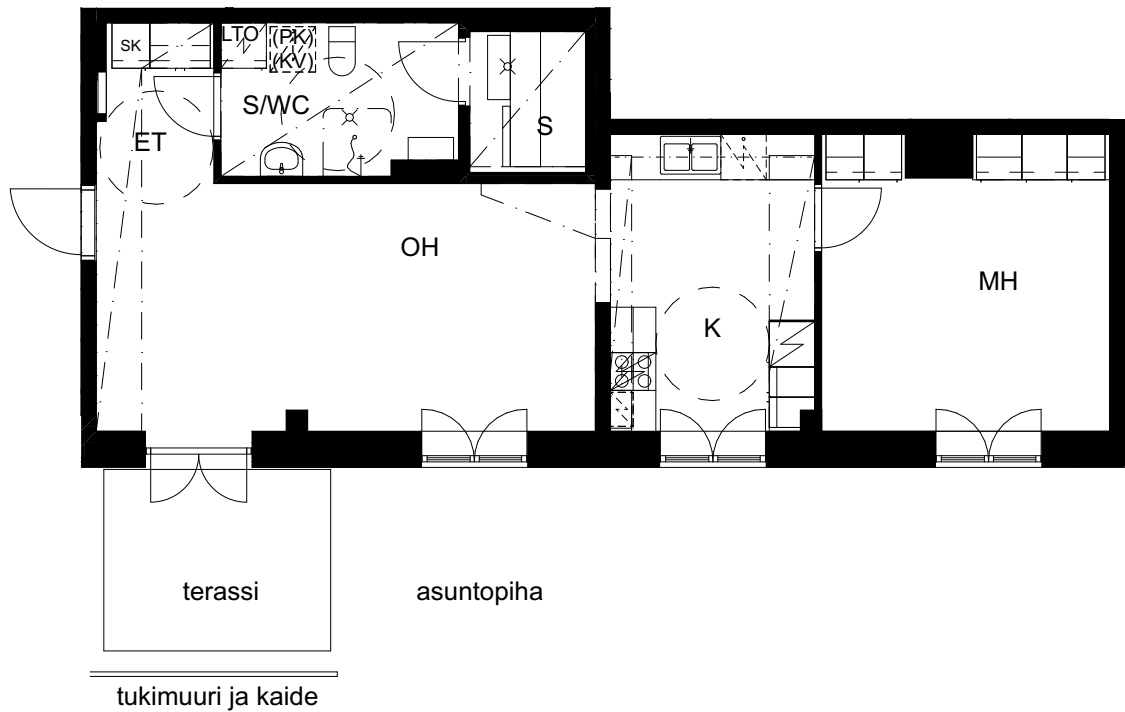 SK
LTO
(PK)
(KV)
S/WC
S
ET
OH
K
MH
terassi
asuntopiha
tukimuuri ja kaide